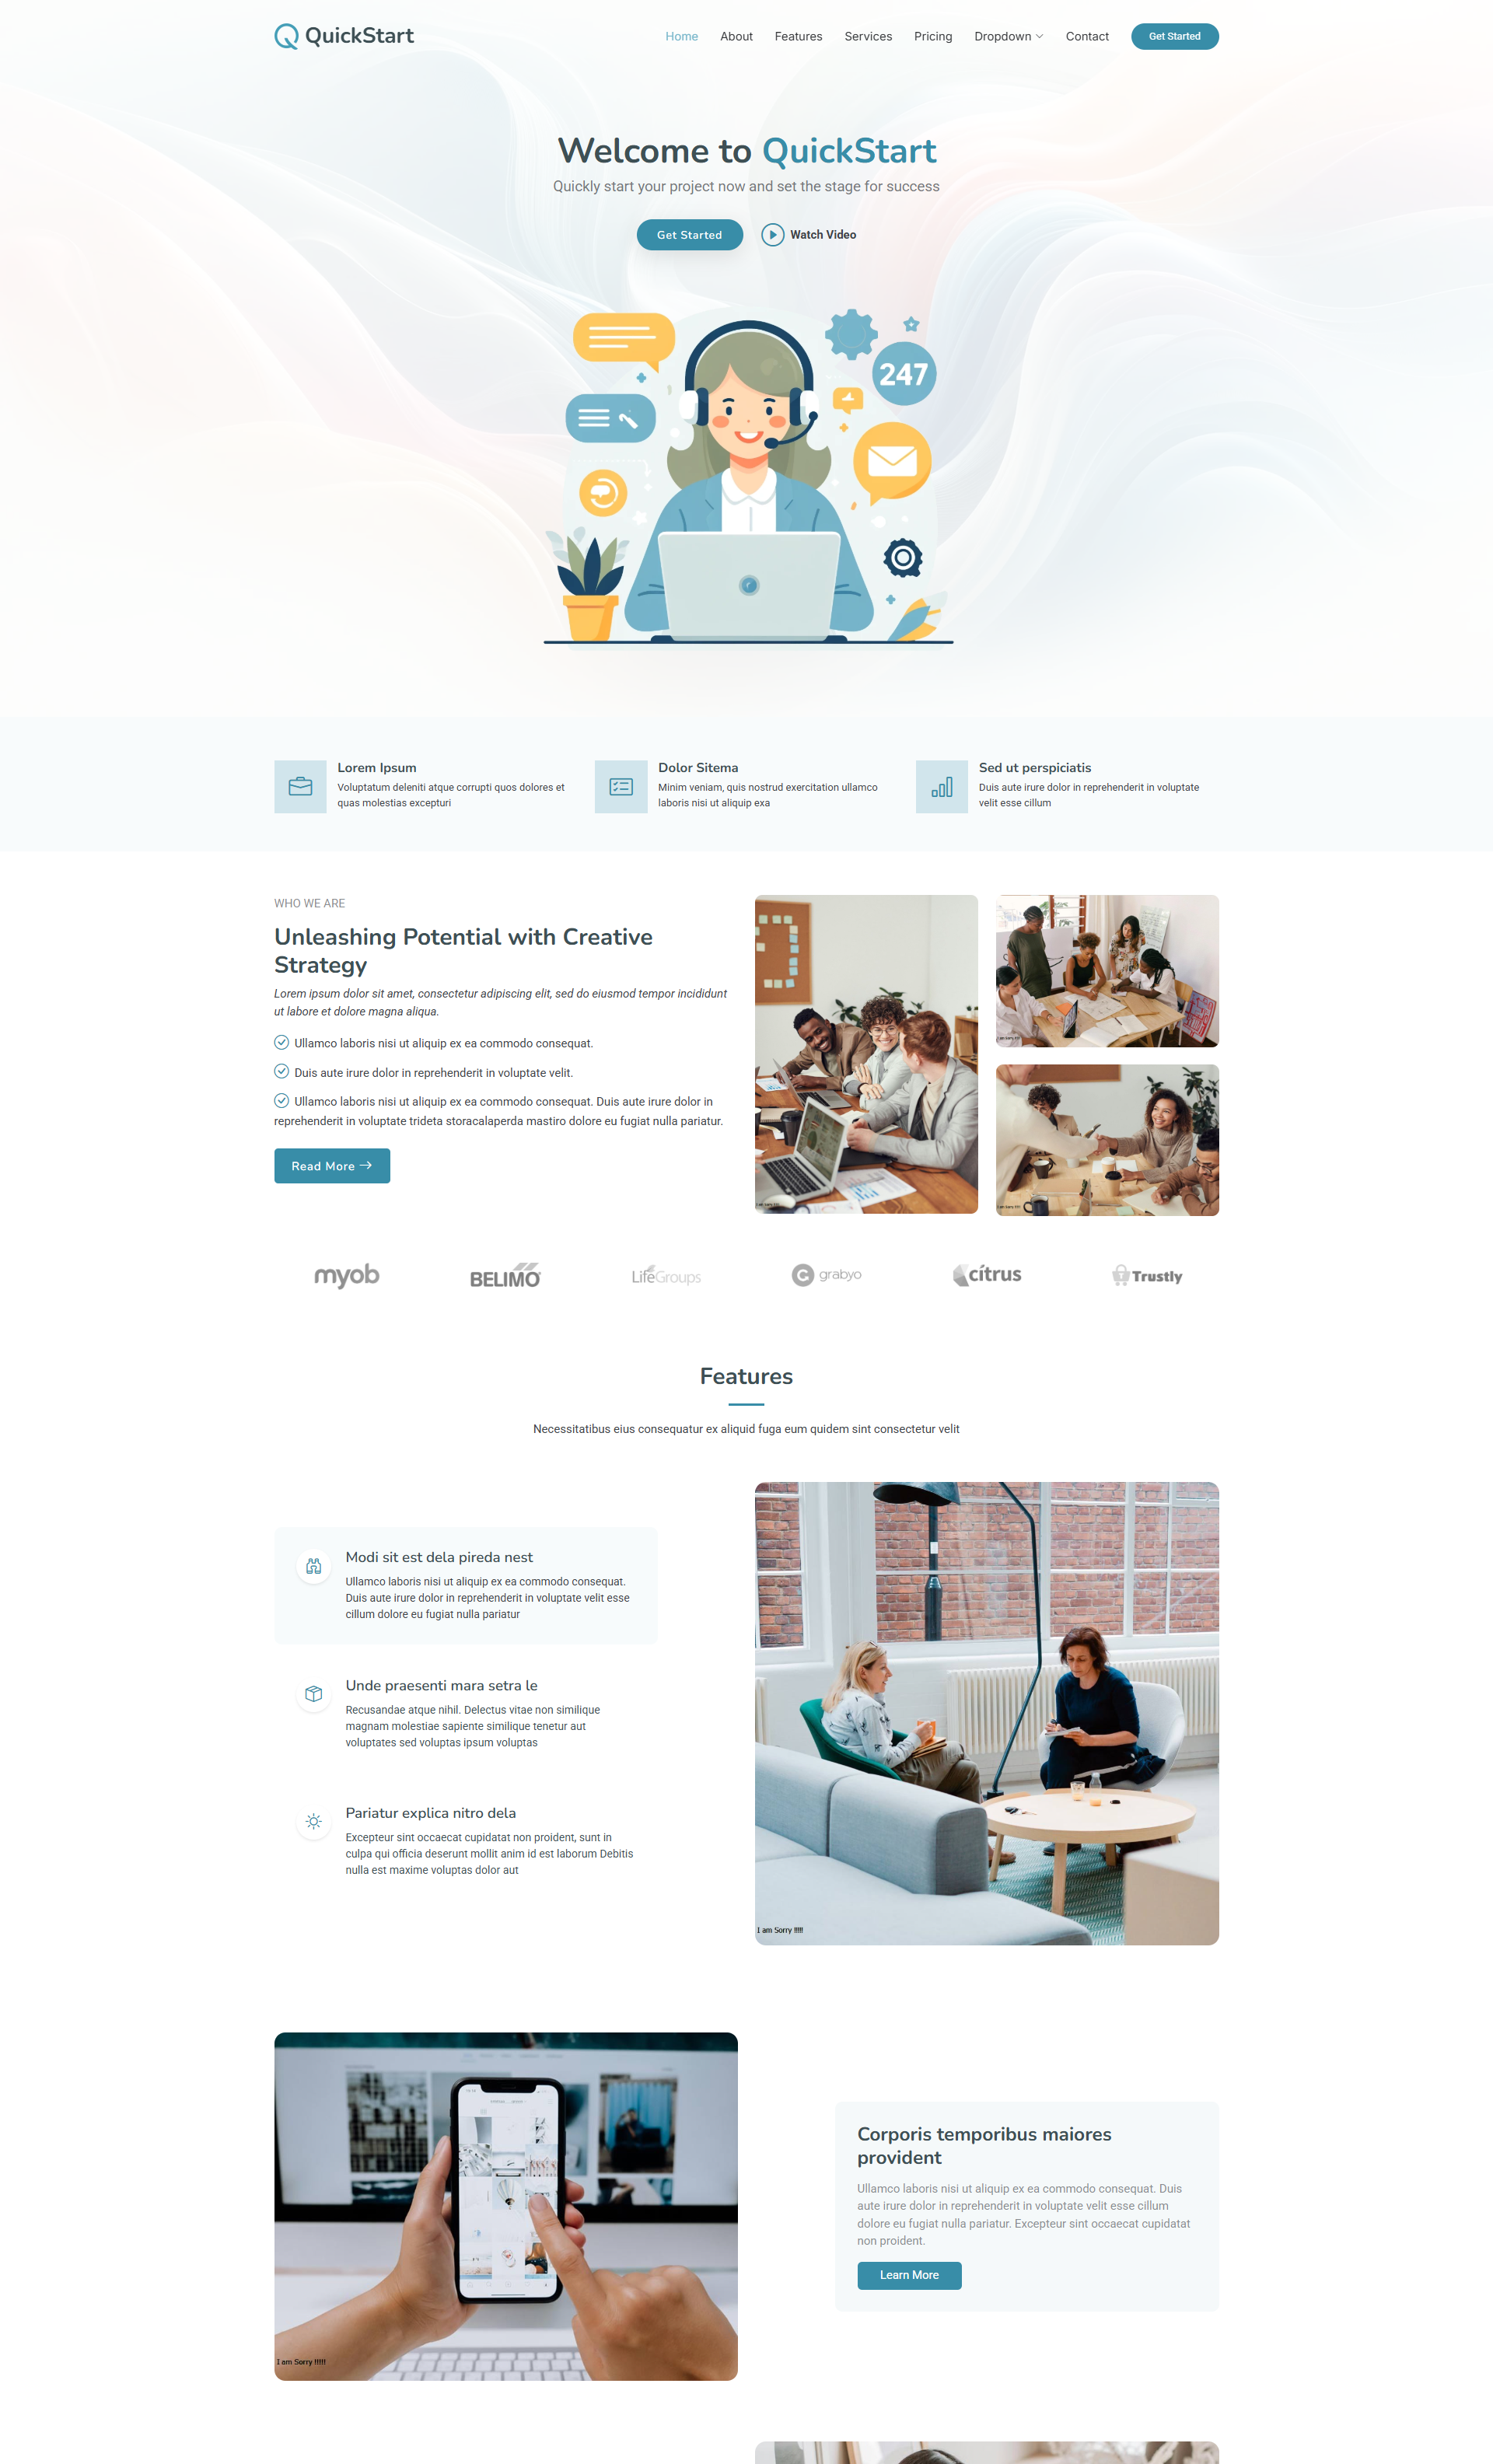 QuickStart
Home About Features Services Pricing Dropdown Contact Get Started
Welcome to QuickStart
Quickly start your project now and set the stage for success
Get Started Watch Video
247
Lorem Ipsum
Voluptatum deleniti atque corrupti quos dolores et
quas molestias excepturi
Dolor Sitema
Minim veniam, quis nostrud exercitation ullamco
laboris nisi ut aliquip exa
Sed ut perspiciatis
Duis aute irure dolor in reprehenderit in voluptate
velit esse cillum
WHO WE ARE
Unleashing Potential with Creative
Strategy
Lorem ipsum dolor sit amet, consectetur adipiscing elit, sed do eiusmod tempor incididunt
ut labore et dolore magna aliqua.
Ullamco laboris nisi ut aliquip ex ea commodo consequat.
Duis aute irure dolor in reprehenderit in voluptate velit.
Ullamco laboris nisi ut aliquip ex ea commodo consequat. Duis aute irure dolor in
reprehenderit in voluptate trideta storacalaperda mastiro dolore eu fugiat nulla pariatur.
Read More
myob
BELIMO
LifeGroups
grabyo
citrus
Trustly
Features
Necessitatibus eius consequatur ex aliquid fuga eum quidem sint consectetur velit
Modi sit est dela pireda nest
Ullamco laboris nisi ut aliquip ex ea commodo consequat.
Duis aute irure dolor in reprehenderit in voluptate velit esse
cillum dolore eu fugiat nulla pariatur
Unde praesenti mara setra le
Recusandae atque nihil. Delectus vitae non similique
magnam molestiae sapiente similique tenetur aut
voluptates sed voluptas ipsum voluptas
Pariatur explica nitro dela
Excepteur sint occaecat cupidatat non proident, sunt in
culpa qui officia deserunt mollit anim id est laborum Debitis
nulla est maxime voluptas dolor aut
I am Sorry !!!!!
I am Sorry !!!!!
Corporis temporibus maiores
provident
Ullamco laboris nisi ut aliquip ex ea commodo consequat. Duis
aute irure dolor in reprehenderit in voluptate velit esse cillum
dolore eu fugiat nulla pariatur. Excepteur sint occaecat cupidatat
non proident.
Learn More